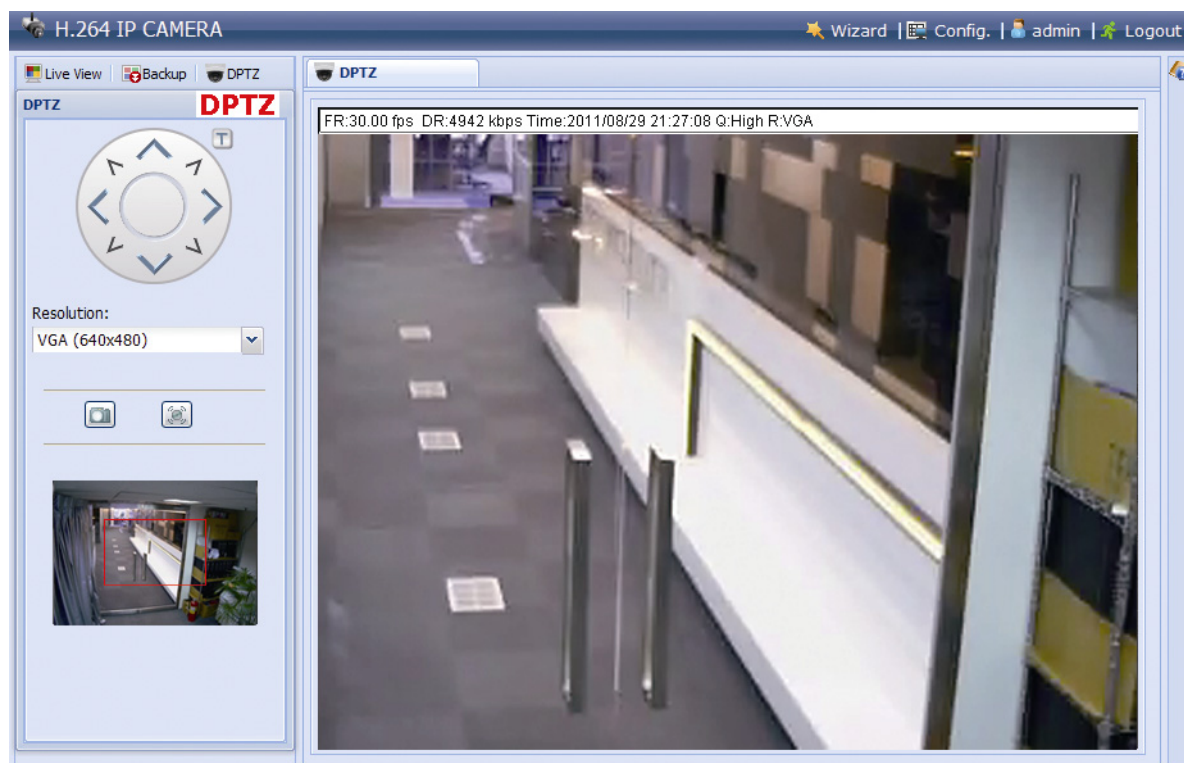 H.264 IP CAMERA
Wizard | Config. | admin | Logout
Live View Backup DPTZ
DPTZ
DPTZ DPTZ
T
FR:30.00 fps DR:4942 kbps Time:2011/08/29 21:27:08 Q:High R:VGA
Resolution:
VGA (640x480)